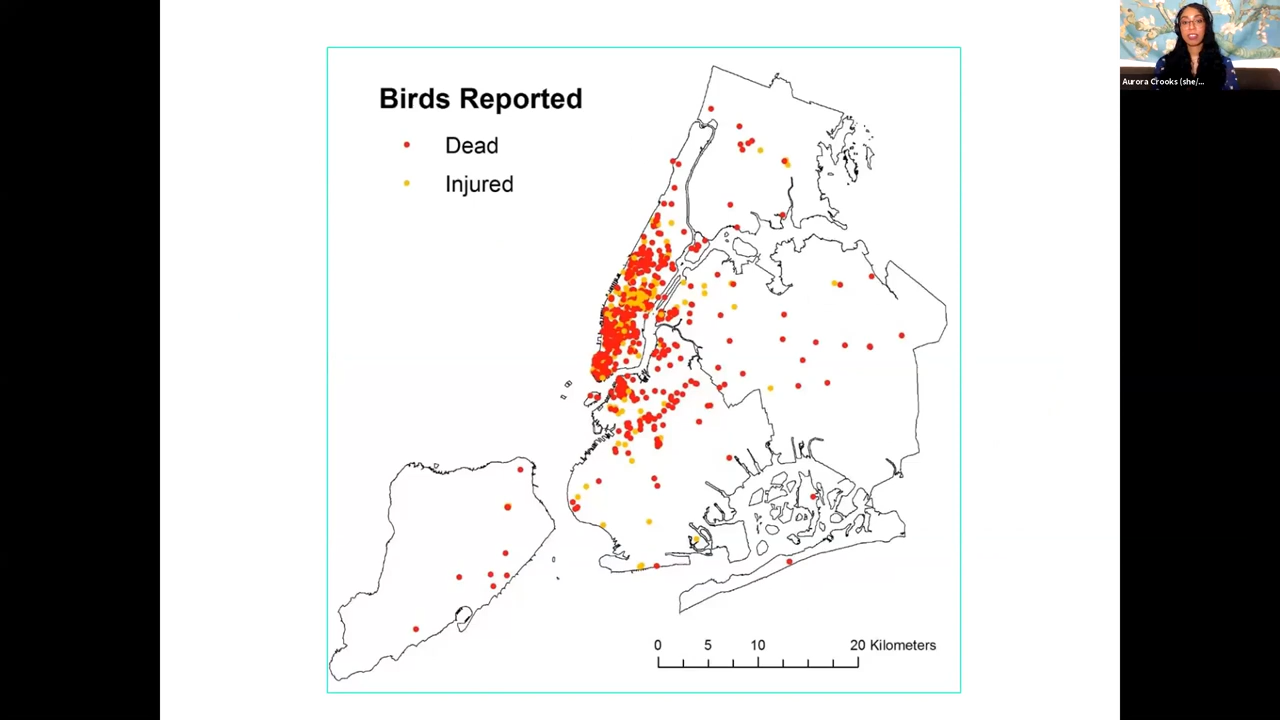 Birds Reported
Dead
Injured
0 5 10 20 Kilometers
Aurora Crooks (she/...